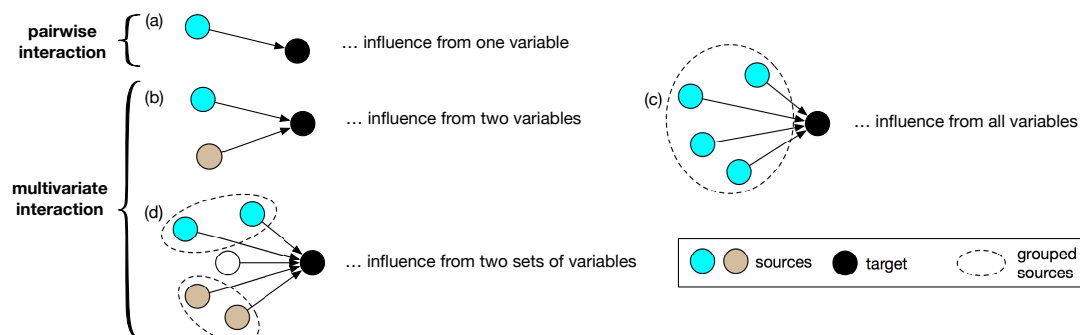 pairwise
interaction
(a)
… influence from one variable
multivariate
interaction
(b)
… influence from two variables
(c)
… influence from all variables
(d)
… influence from two sets of variables
sources
target
grouped
sources